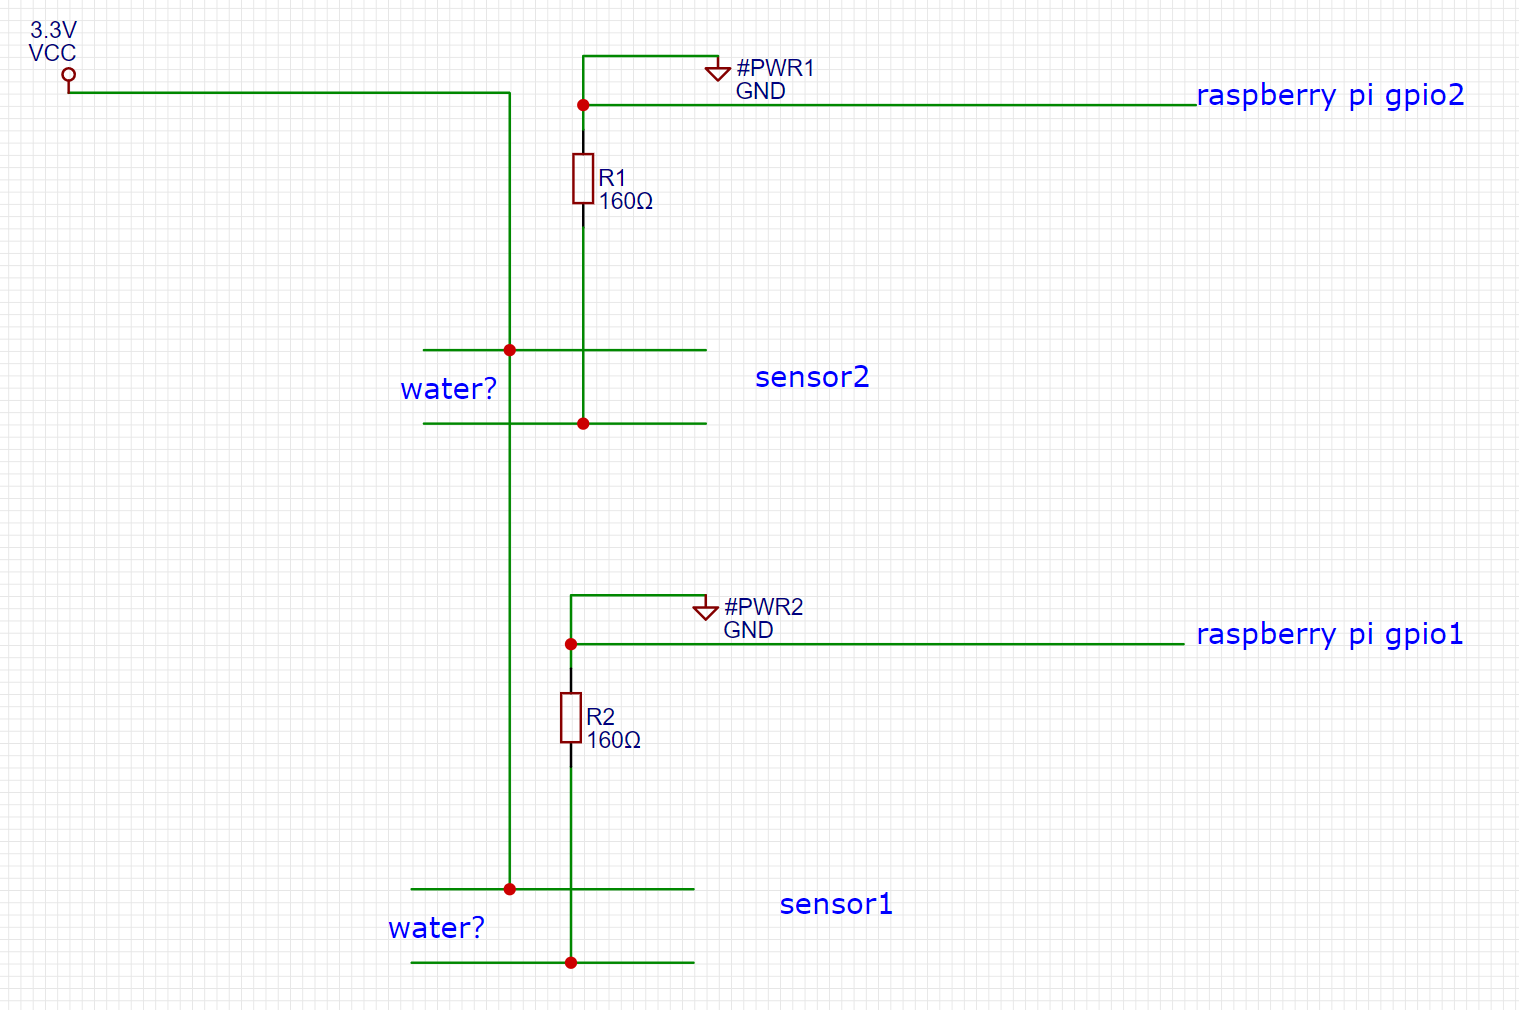 3.3V
VCC
#PWR1
GND
raspberry pi gpio2
R1
160Ω
sensor2
water?
#PWR2
GND
raspberry pi gpio1
R2
160Ω
sensor1
water?